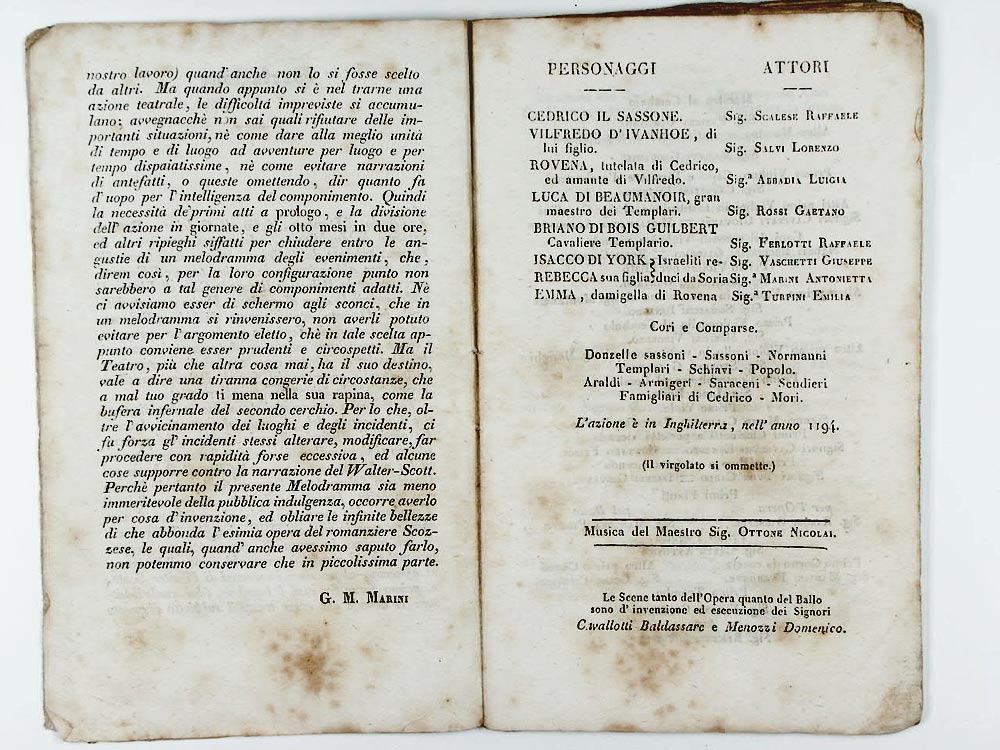 nostro lavoro) quand'anche non lo si fosse scelto
da altri. Ma quando appunto si è nel trarne una
azione teatrale, le difficoltà impreviste si accumu-
lano; avvegnacchè non sai quali rifiutare delle im-
portanti situazioni, nè come dare alla meglio unità
di tempo e di luogo ad avventure per luogo e per
tempo dispaiatissime, nè come evitare narrazioni
di antefatti, o queste omettendo, dir quanto fa
d'uopo per l'intelligenza del componimento. Quindi
la necessità de'primi atti a prologo, e la divisione
dell'azione in giornate, e gli otto mesi in due ore,
ed altri ripieghi siffatti per chiudere entro le an-
gustie di un melodramma degli evenimenti, che,
direm così, per la loro configurazione punto non
sarebbero a tal genere di componimenti adatti. Nè
ci avvisiamo esser di schermo agli sconci, che in
un melodramma si rinvenissero, non averli potuto
evitare per l'argomento eletto, chè in tale scelta ap-
punto conviene esser prudenti e circospetti. Ma il
Teatro, più che altra cosa mai, ha il suo destino,
vale a dire una tiranna congerie di circostanze, che
a mal tuo grado ti mena nella sua rapina, come la
bufera infernale del secondo cerchio. Per lo che, ol-
tre l'avvicinamento dei luoghi e degli incidenti, ci
fu forza gl'incidenti stessi alterare, modificare, far
procedere con rapidità forse eccessiva, ed alcune
cose supporre contro la narrazione del Walter-Scott.
Perchè pertanto il presente Melodramma sia meno
immeritevole della pubblica indulgenza, occorre averlo
per cosa d'invenzione, ed obliare le infinite bellezze
di che abbonda l'esimia opera del romanziere Scoz-
zese, le quali, quand'anche avessimo saputo farlo,
non potemmo conservare che in piccolissima parte.
G. M. MARINI
PERSONAGGI ATTORI
CEDRICO IL SASSONE. Sig. SCALESE RAFFAELE
VILFREDO D'IVANHOE, di
lui figlio. Sig. SALVI LORENZO
ROVENA, tutelata di Cedrico,
ed amante di Vilfredo. Sig.ª ABBADIA LUIGIA
LUCA DI BEAUMANOIR, gran
maestro dei Templari. Sig. ROSSI GAETANO
BRIANO DI BOIS GUILBERT
Cavaliere Templario. Sig. FERLOTTI RAFFAELE
ISACCO DI YORK } Israeliti re- Sig. VASCHETTI GIUSEPPE
REBECCA sua figlia } duci da Soria Sig.ª MARINI ANTONIETTA
EMMA, damigella di Rovena Sig.ª TURPINI EMILIA
Cori e Comparse.
Donzelle sassoni - Sassoni - Normanni
Templari - Schiavi - Popolo.
Araldi - Armigeri - Saraceni - Scudieri
Famigliari di Cedrico - Mori.
L'azione è in Inghilterra, nell'anno 1194.
(Il virgolato si ommette.)
Musica del Maestro Sig. OTTONE NICOLAI.
Le Scene tanto dell'Opera quanto del Ballo
sono d'invenzione ed esecuzione dei Signori
Cavallotti Baldassare e Menozzi Domenico.